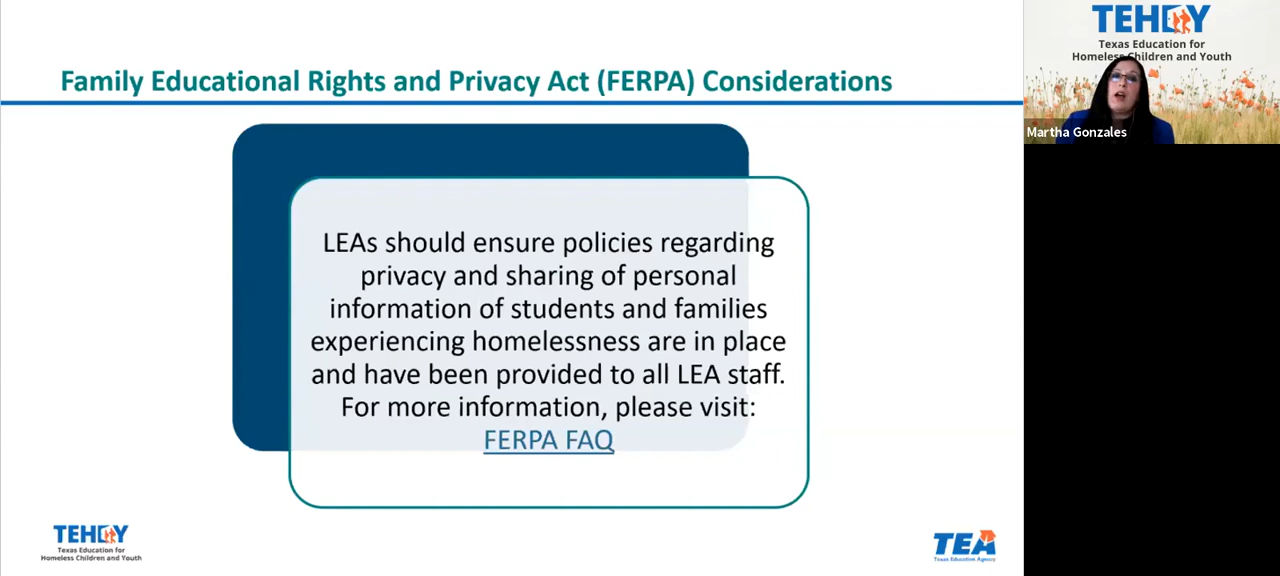 Family Educational Rights and Privacy Act (FERPA) Considerations
LEAs should ensure policies regarding
privacy and sharing of personal
information of students and families
experiencing homelessness are in place
and have been provided to all LEA staff.
For more information, please visit:
FERPA FAQ
TEHCY
Texas Education for
Homeless Children and Youth
TEA
Texas Education Agency
TEHCY
Texas Education for
Homeless Children and Youth
Martha Gonzales